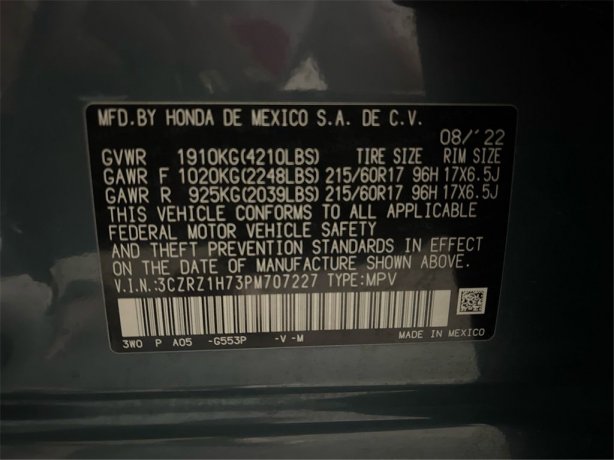 MFD.BY HONDA DE MEXICO S.A. DE C.V.
08/'22
GVWR 1910KG(4210LBS) TIRE SIZE RIM SIZE
GAWR F 1020KG(2248LBS) 215/60R17 96H 17X6.5J
GAWR R 925KG(2039LBS) 215/60R17 96H 17X6.5J
THIS VEHICLE CONFORMS TO ALL APPLICABLE
FEDERAL MOTOR VEHICLE SAFETY
AND THEFT PREVENTION STANDARDS IN EFFECT
ON THE DATE OF MANUFACTURE SHOWN ABOVE.
V.I.N.:3CZRZ1H73PM707227 TYPE:MPV
3WO P A05 -G553P -V -M MADE IN MEXICO